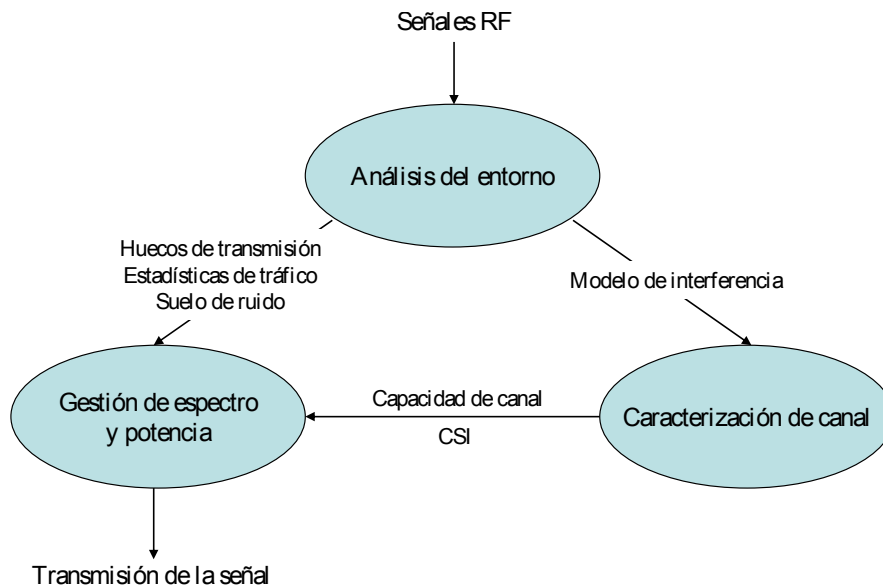 Señales RF
Análisis del entorno
Huecos de transmisión
Estadísticas de tráfico
Suelo de ruido
Modelo de interferencia
Gestión de espectro
y potencia
Capacidad de canal
CSI
Caracterización de canal
Transmisión de la señal